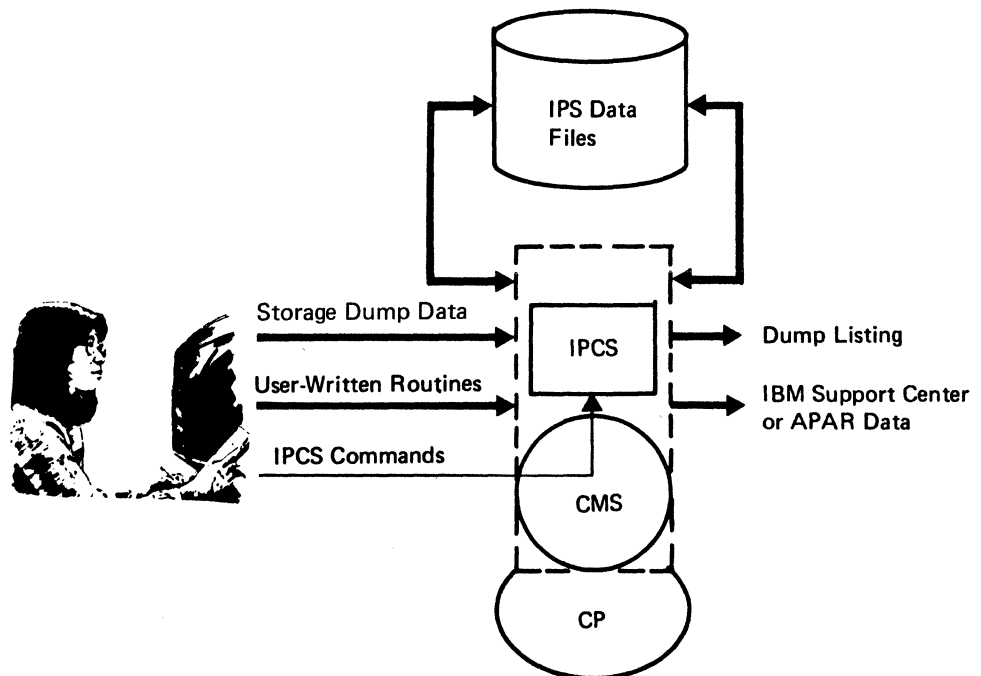 IPS Data
Files
Storage Dump Data
User-Written Routines
IPCS Commands
IPCS
CMS
CP
Dump Listing
IBM Support Center
or APAR Data